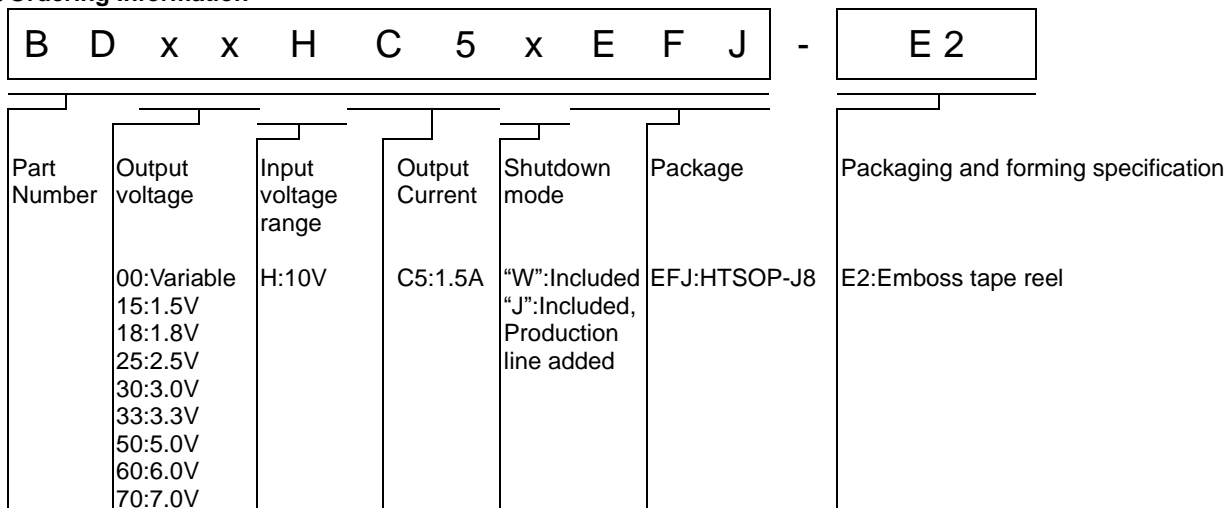 Ordering Information
B D x x H C 5 x E F J - E 2
Part Number
Output voltage
Input voltage range
Output Current
Shutdown mode
Package
Packaging and forming specification
00:Variable
15:1.5V
18:1.8V
25:2.5V
30:3.0V
33:3.3V
50:5.0V
60:6.0V
70:7.0V
H:10V
C5:1.5A
“W”:Included
“J”:Included,
Production
line added
EFJ:HTSOP-J8
E2:Emboss tape reel